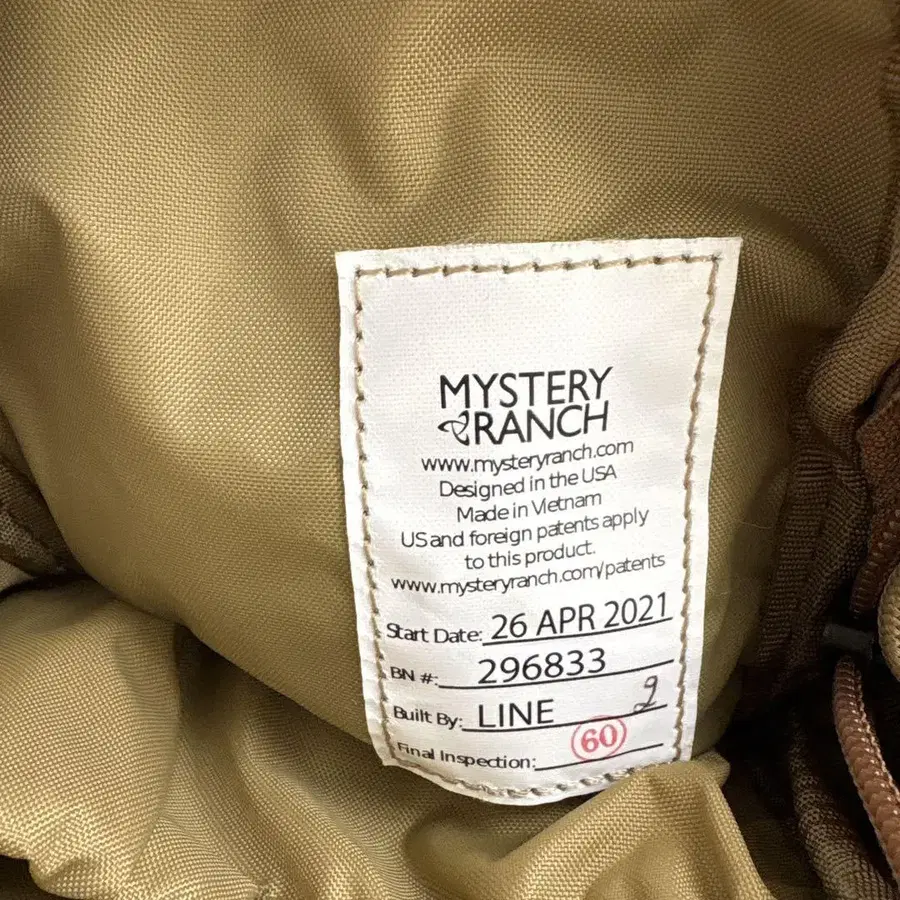 MYSTERY
RANCH
www.mysteryranch.com
Designed in the USA
Made in Vietnam
US and foreign patents apply
to this product.
www.mysteryranch.com/patents
Start Date: 26 APR 2021
BN #: 296833
Built By: LINE 2
Final Inspection: 60